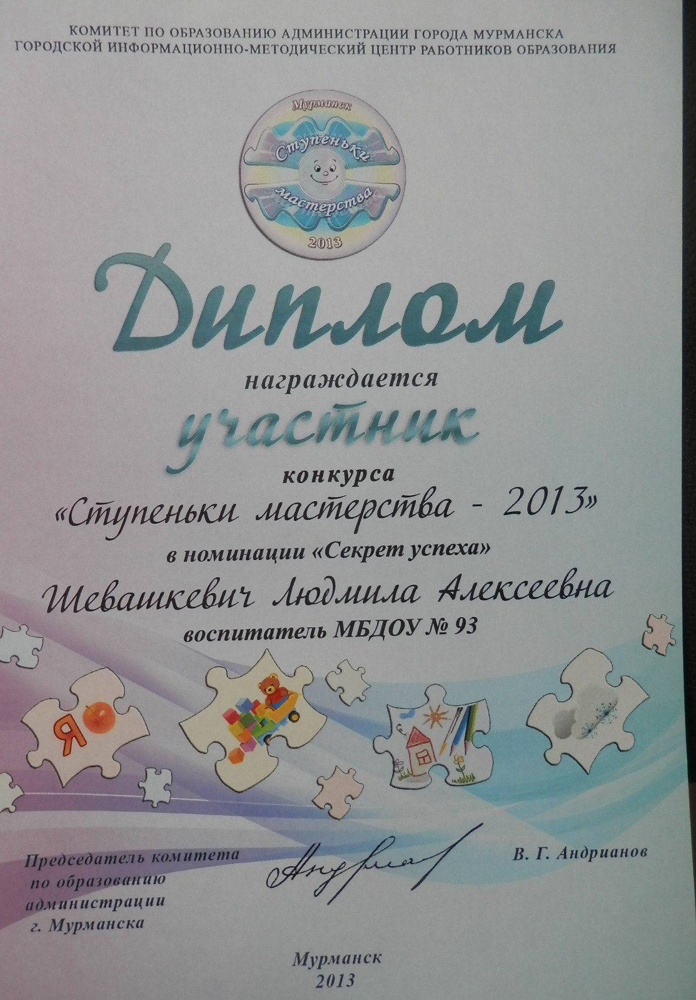 КОМИТЕТ ПО ОБРАЗОВАНИЮ АДМИНИСТРАЦИИ ГОРОДА МУРМАНСКА
ГОРОДСКОЙ ИНФОРМАЦИОННО-МЕТОДИЧЕСКИЙ ЦЕНТР РАБОТНИКОВ ОБРАЗОВАНИЯ
Мурманск
Ступеньки
мастерства
2013
Диплом
награждается
участник
конкурса
«Ступеньки мастерства - 2013»
в номинации «Секрет успеха»
Шевашкевич Людмила Алексеевна
воспитатель МБДОУ № 93
Я
Председатель комитета
по образованию
администрации
г. Мурманска
Андриа
В. Г. Андрианов
Мурманск
2013